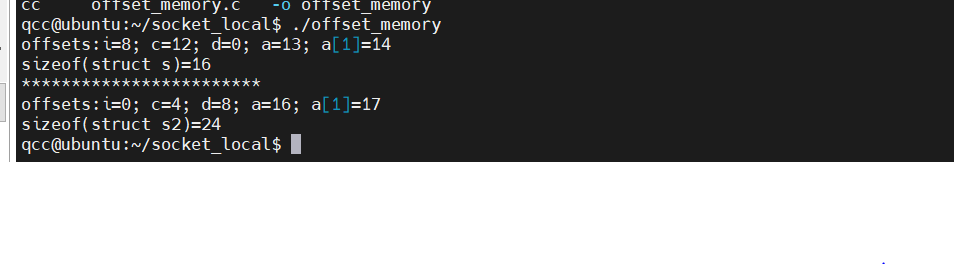 cc     offset_memory.c   -o offset_memory
qcc@ubuntu:~/socket_local$ ./offset_memory
offsets:i=8; c=12; d=0; a=13; a[1]=14
sizeof(struct s)=16
************************
offsets:i=0; c=4; d=8; a=16; a[1]=17
sizeof(struct s2)=24
qcc@ubuntu:~/socket_local$